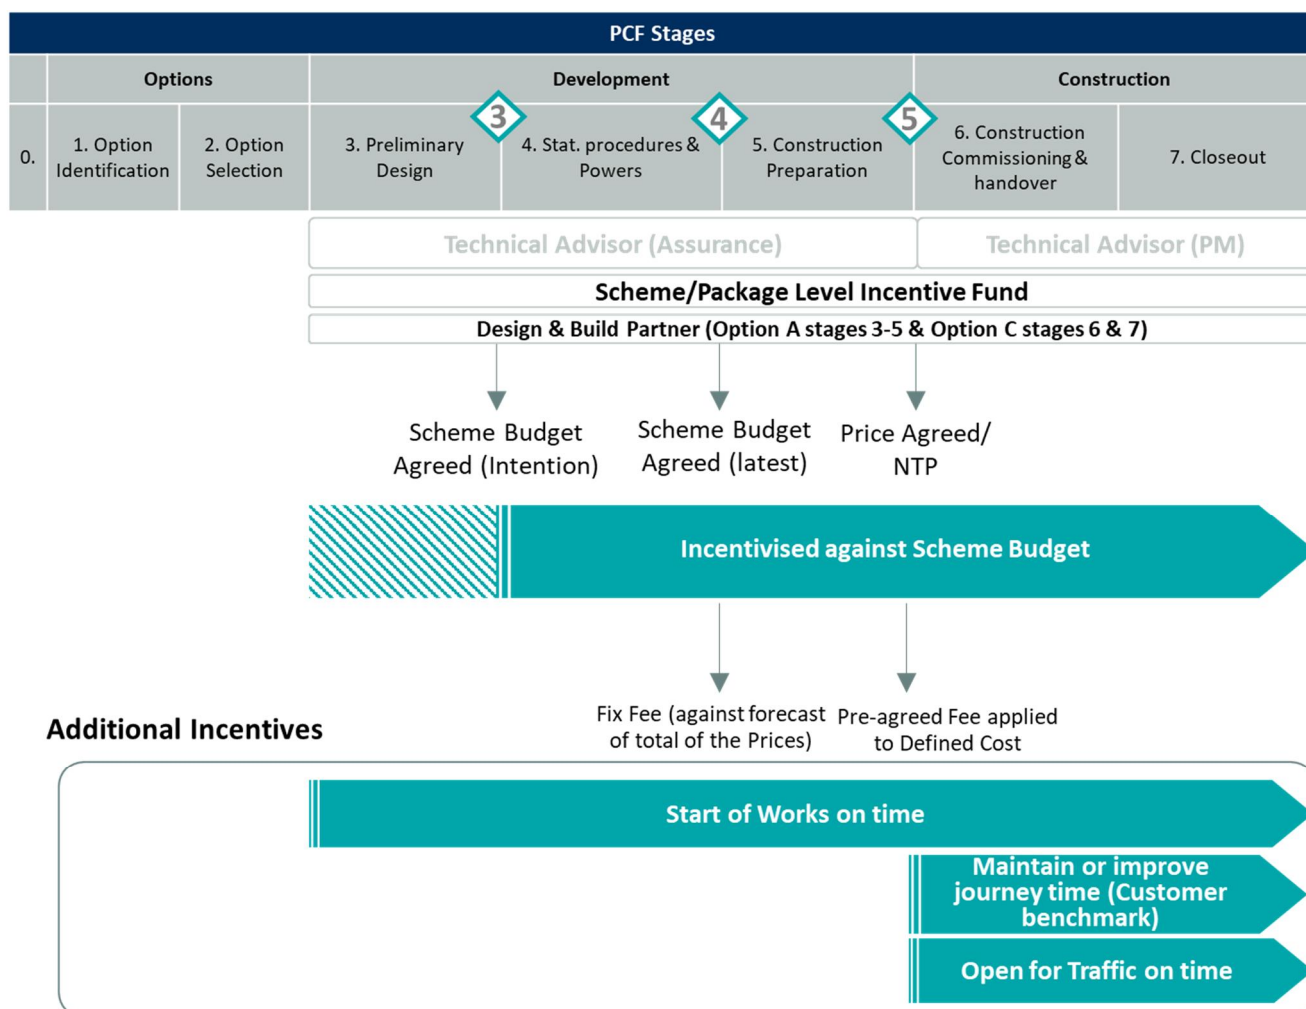 PCF Stages
Options
Development
Construction
0.
1. Option
Identification
2. Option
Selection
3. Preliminary
Design
3
4. Stat. procedures &
Powers
4
5. Construction
Preparation
5
6. Construction
Commissioning &
handover
7. Closeout
Technical Advisor (Assurance)
Technical Advisor (PM)
Scheme/Package Level Incentive Fund
Design & Build Partner (Option A stages 3-5 & Option C stages 6 & 7)
Scheme Budget
Agreed (Intention)
Scheme Budget
Agreed (latest)
Price Agreed/
NTP
Incentivised against Scheme Budget
Fix Fee (against forecast
of total of the Prices)
Pre-agreed Fee applied
to Defined Cost
Additional Incentives
Start of Works on time
Maintain or improve
journey time (Customer
benchmark)
Open for Traffic on time